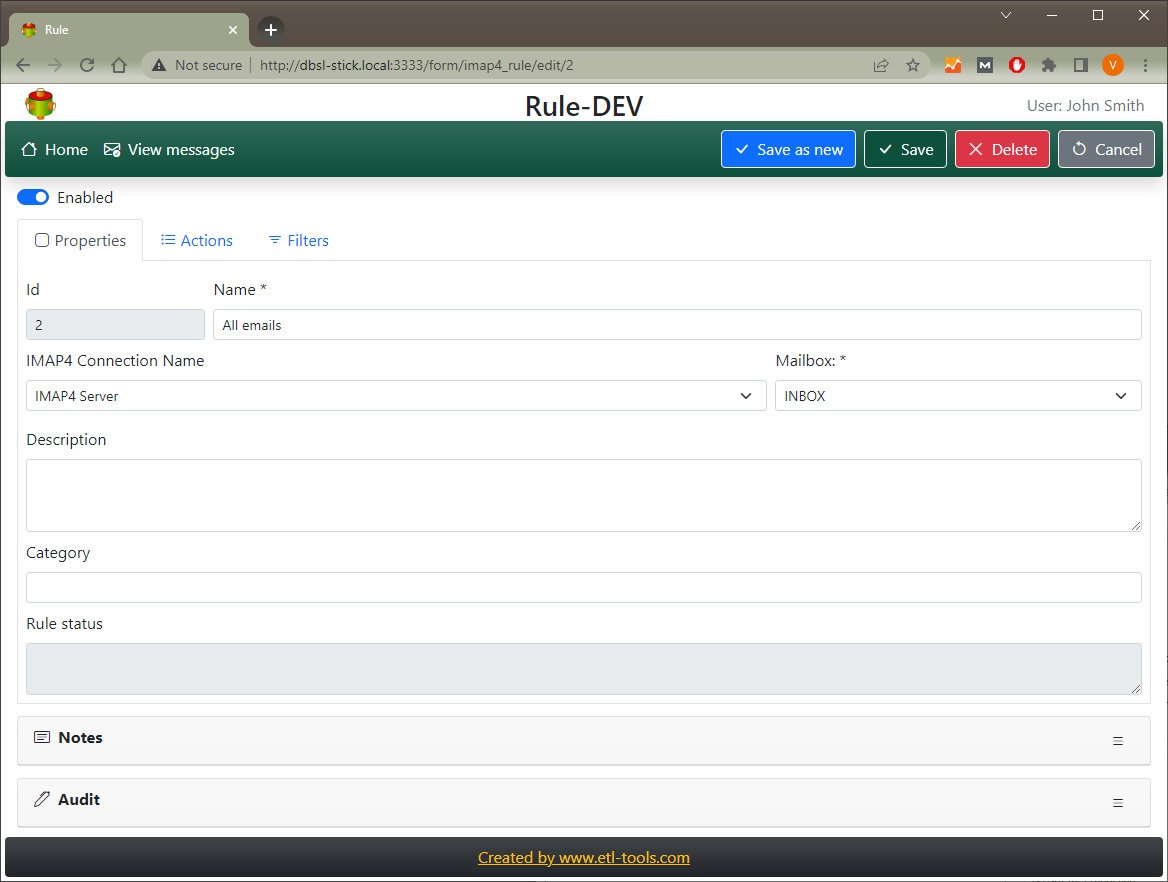 Rule
Not secure http://dbsl-stick.local:3333/form/imap4_rule/edit/2
M V
Rule-DEV
User: John Smith
Home View messages Save as new Save Delete Cancel
Enabled
Properties Actions Filters
Id Name *
2 All emails
IMAP4 Connection Name Mailbox: *
IMAP4 Server INBOX
Description
Category
Rule status
Notes
Audit
Created by www.etl-tools.com